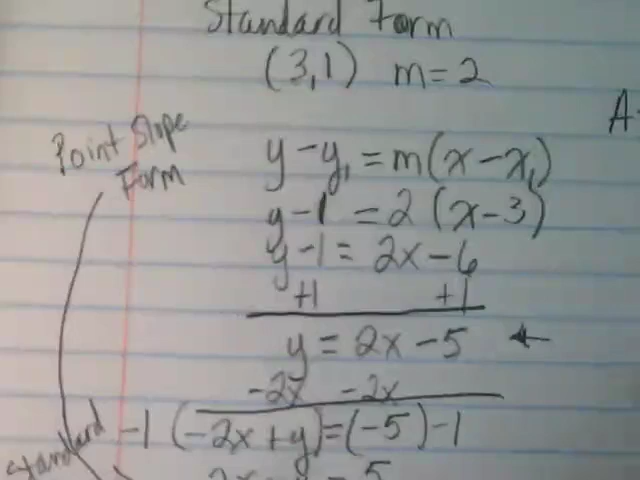 Standard Form
(3,1) m=2
A
Point Slope
Form
y-y₁=m(x-x₁)
y-1=2(x-3)
y-1=2x-6
+1 +1
y=2x-5 ←
-2x -2x
-1(-2x+y)=(-5)-1
standard